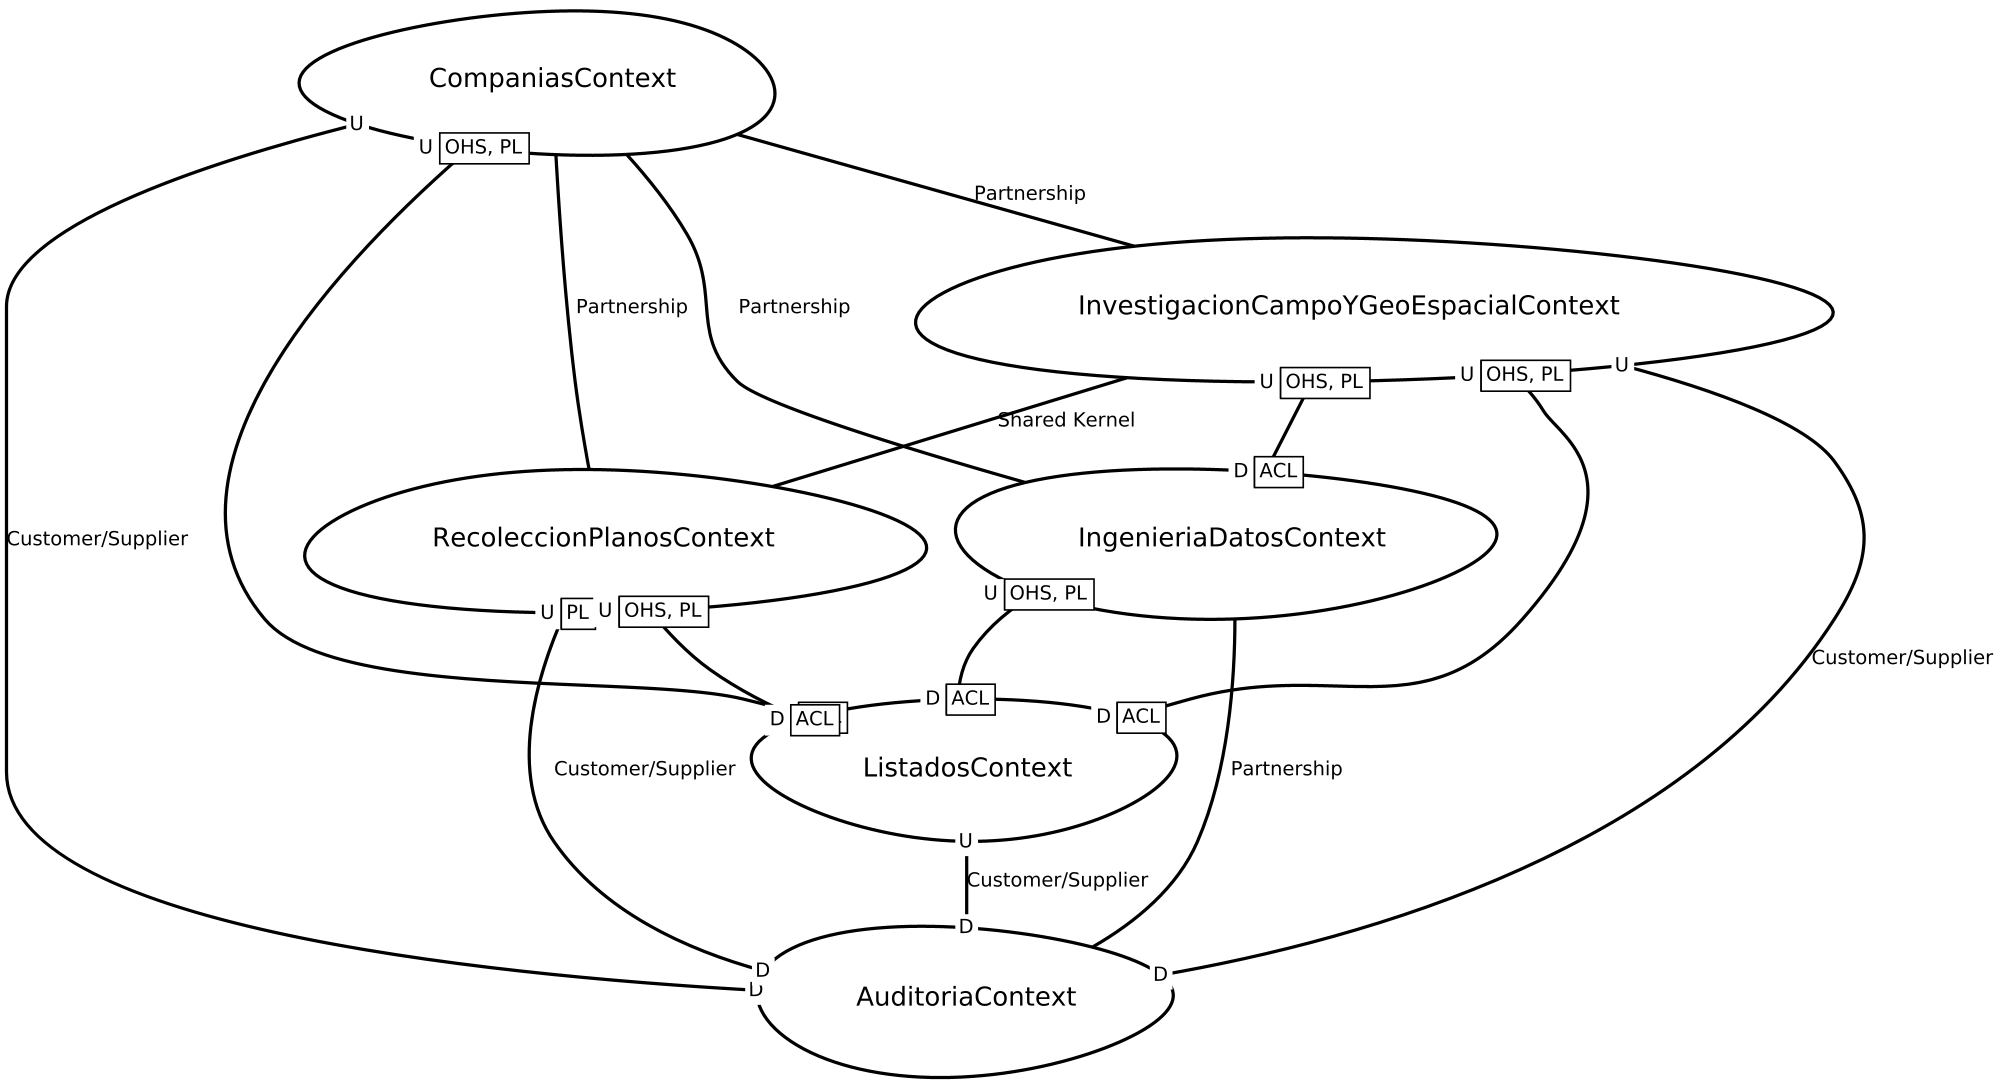 CompaniasContext
U
U
OHS, PL
Partnership
Partnership
Partnership
InvestigacionCampoYGeoEspacialContext
U
OHS, PL
U
OHS, PL
U
Shared Kernel
D
ACL
Customer/Supplier
RecoleccionPlanosContext
IngenieriaDatosContext
U
PL
U
OHS, PL
U
OHS, PL
Customer/Supplier
D
ACL
D
ACL
D
ACL
Customer/Supplier
ListadosContext
Partnership
U
Customer/Supplier
D
D
D
D
AuditoriaContext